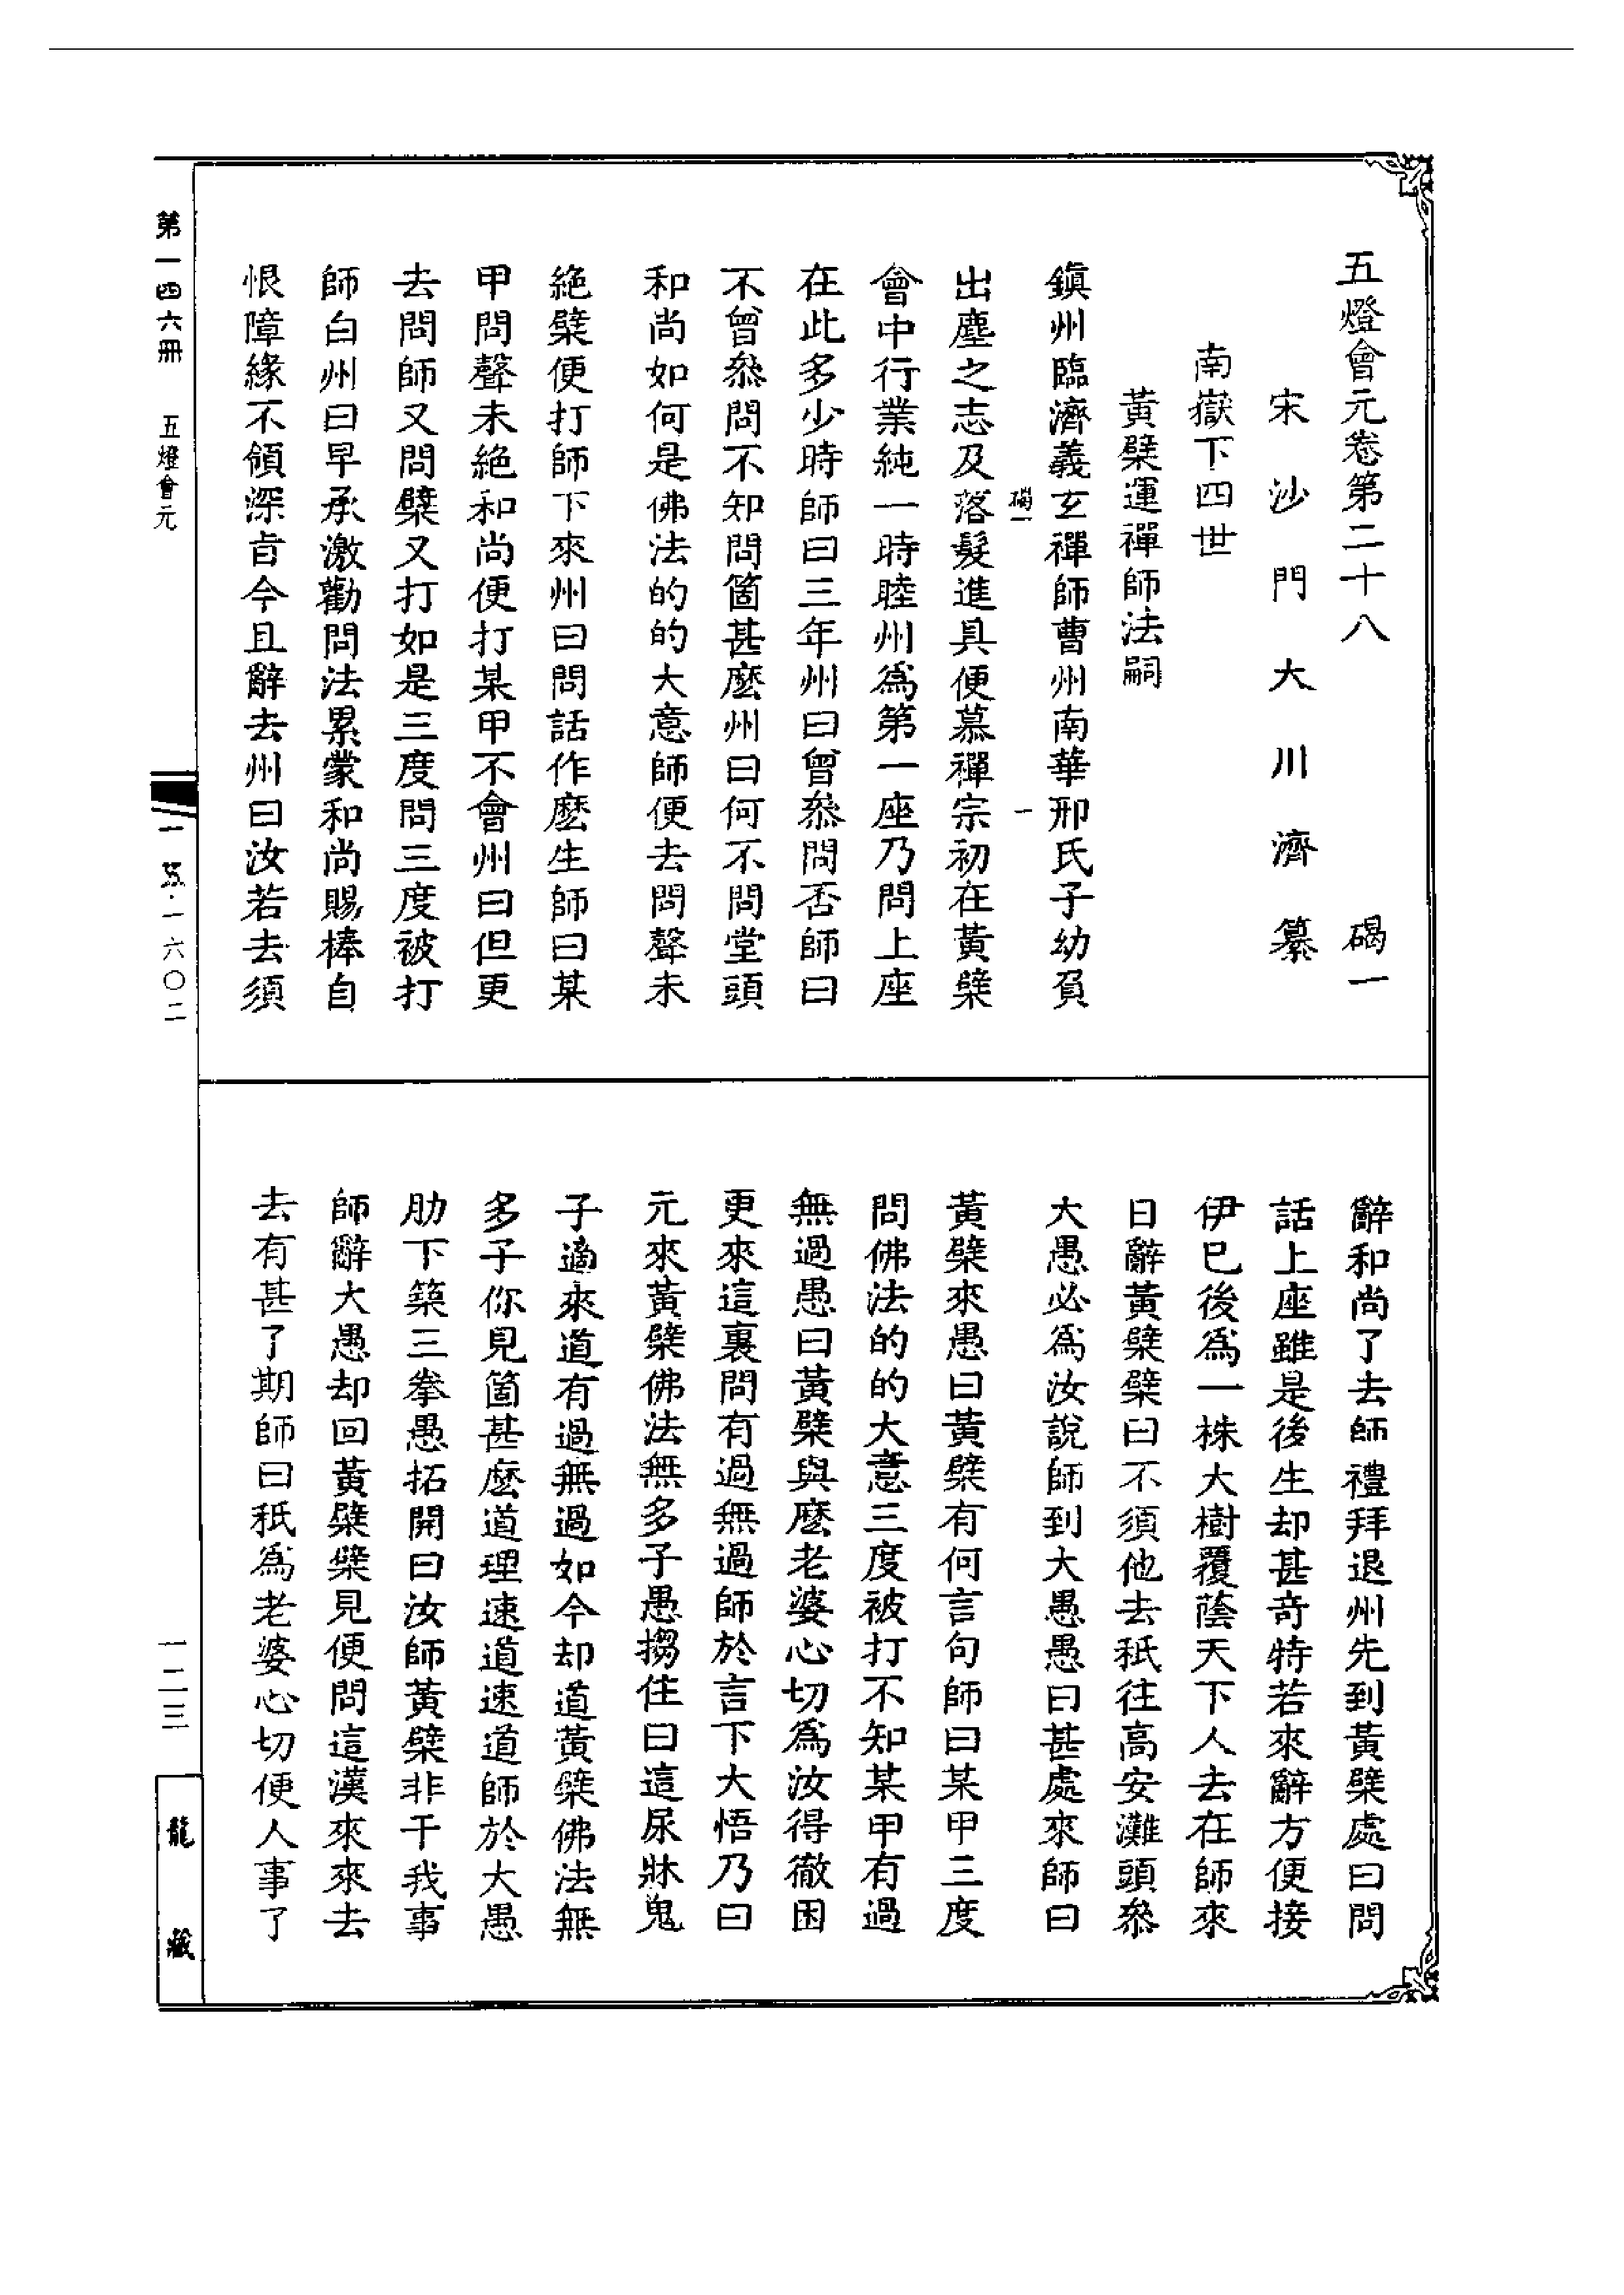 五燈會元卷第二十八　碣一
宋沙門大川濟纂
南嶽下四世
黃檗運禪師法嗣
鎭州臨濟義玄禪師曹州南華邢氏子幼負
碣一　一
出塵之志及落髮進具便慕禪宗初在黃檗
會中行業純一時睦州爲第一座乃問上座
在此多少時師曰三年州曰曾叅問否師曰
不曾叅問不知問箇甚麽州曰何不問堂頭
和尚如何是佛法的的大意師便去問聲未
絶檗便打師下來州曰問話作麽生師曰某
甲問聲未絶和尚便打某甲不會州曰但更
去問師又問檗又打如是三度問三度被打
師白州曰早承激勸問法累蒙和尚賜棒自
恨障緣不領深旨今且辭去州曰汝若去須
辭和尚了去師禮拜退州先到黃檗處曰問
話上座雖是後生却甚奇特若來辭方便接
伊已後爲一株大樹覆蔭天下人去在師來
日辭黃檗檗曰不須他去秖往高安灘頭叅
大愚必爲汝說師到大愚愚曰甚處來師曰
黃檗來愚曰黃檗有何言句師曰某甲三度
問佛法的的大意三度被打不知某甲有過
無過愚曰黃檗與麽老婆心切爲汝得徹困
更來這裏問有過無過師於言下大悟乃曰
元來黃檗佛法無多子愚搊住曰這尿牀鬼
子適來道有過無過如今却道黃檗佛法無
多子你見箇甚麽道理速道速道師於大愚
肋下築三拳愚拓開曰汝師黃檗非干我事
師辭大愚却回黃檗檗見便問這漢來來去
去有甚了期師曰秖爲老婆心切便人事了
第一四六冊　五燈會元
一　一六〇二
一二三
龍藏